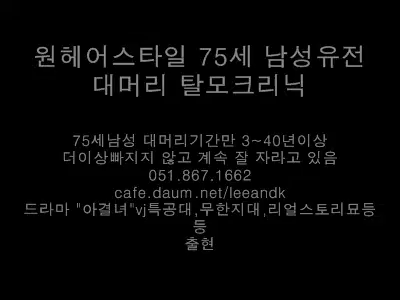 원헤어스타일 75세 남성유전
대머리 탈모크리닉
75세남성 대머리기간만 3~40년이상
더이상빠지지 않고 계속 잘 자라고 있음
051.867.1662
cafe.daum.net/leeandk
드라마 "아결녀"vj특공대,무한지대,리얼스토리묘등
등
출현